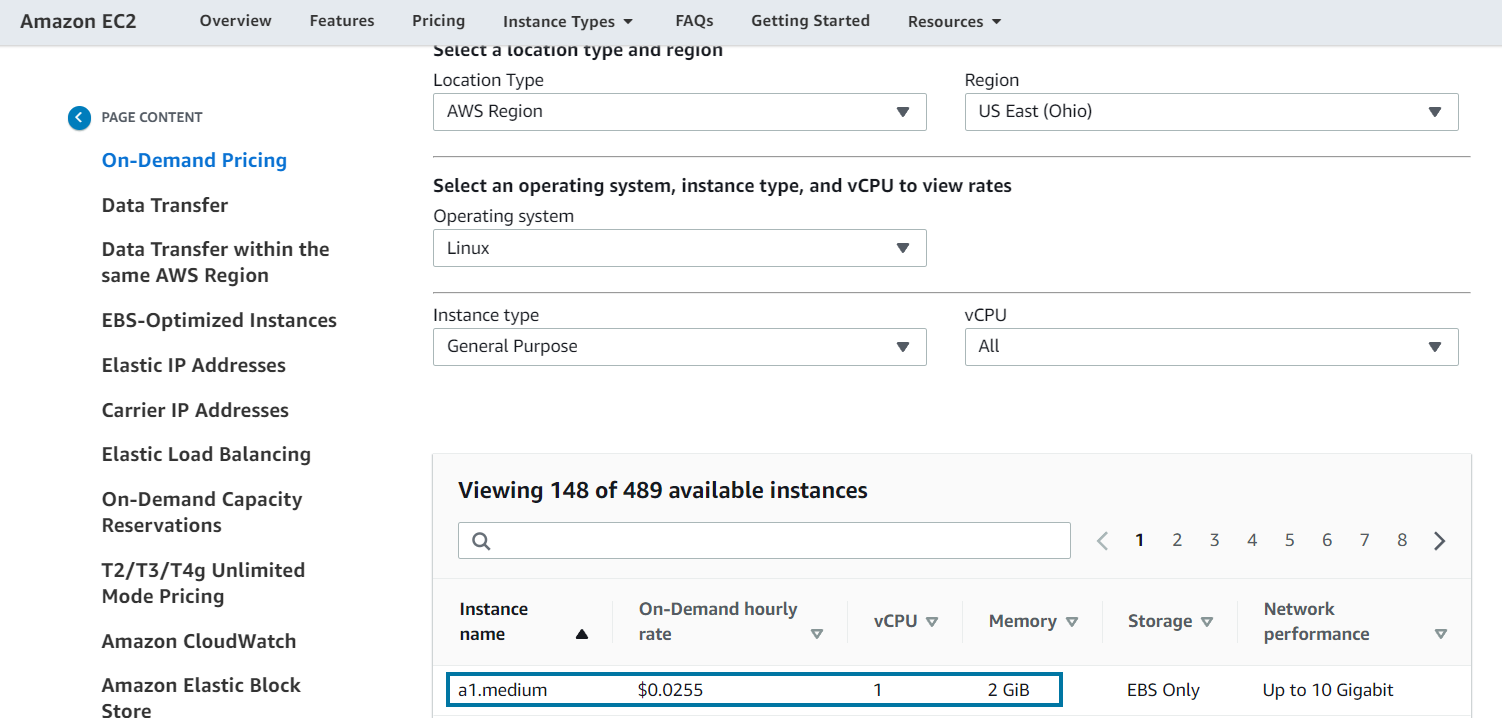 Amazon EC2 Overview Features Pricing Instance Types FAQs Getting Started Resources
PAGE CONTENT
On-Demand Pricing
Data Transfer
Data Transfer within the
same AWS Region
EBS-Optimized Instances
Elastic IP Addresses
Carrier IP Addresses
Elastic Load Balancing
On-Demand Capacity
Reservations
T2/T3/T4g Unlimited
Mode Pricing
Amazon CloudWatch
Amazon Elastic Block
Store
Select a location type and region
Location Type Region
AWS Region US East (Ohio)
Select an operating system, instance type, and vCPU to view rates
Operating system
Linux
Instance type vCPU
General Purpose All
Viewing 148 of 489 available instances
1 2 3 4 5 6 7 8
Instance name On-Demand hourly rate vCPU Memory Storage Network performance
a1.medium $0.0255 1 2 GiB EBS Only Up to 10 Gigabit